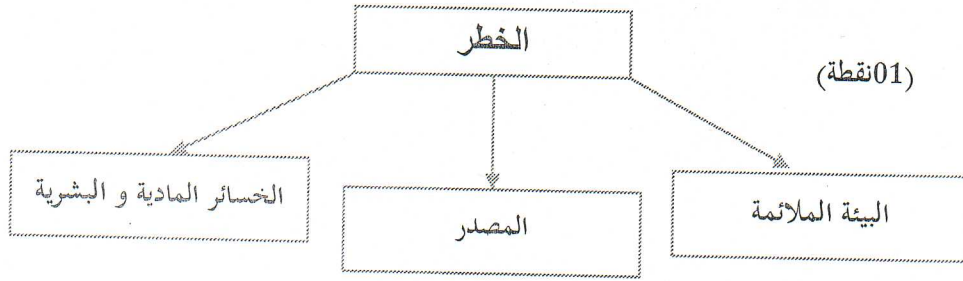 الخطر
(01نقطة)
البيئة الملائمة
المصدر
الخسائر المادية و البشرية